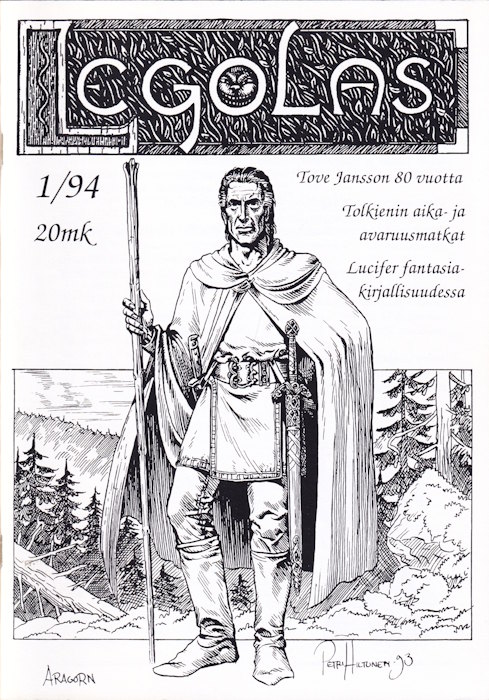 Legolas
1/94
20mk
Tove Jansson 80 vuotta
Tolkienin aika- ja
avaruusmatkat
Lucifer fantasia-
kirjallisuudessa
ARAGORN
PETRI HILTUNEN 93